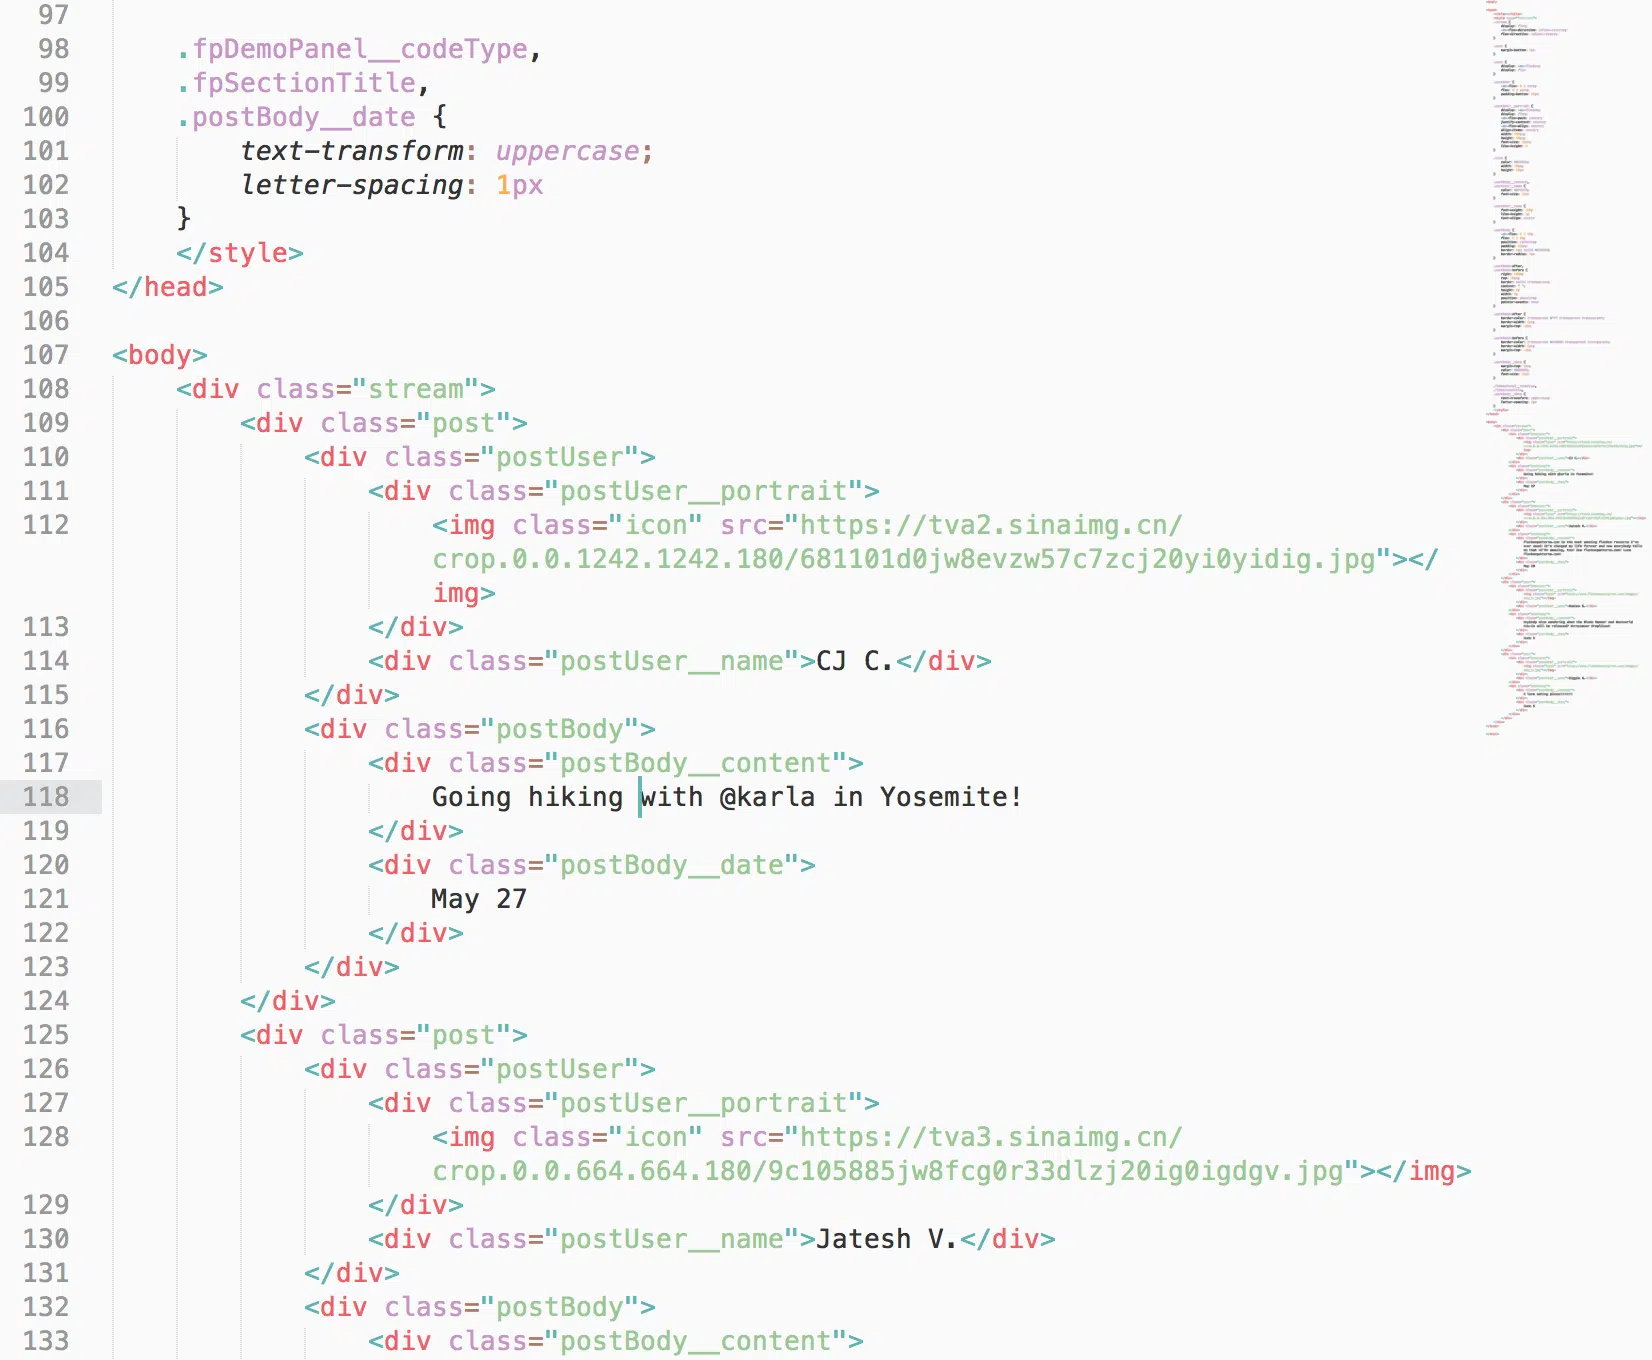 97
98 .fpDemoPanel__codeType,
99 .fpSectionTitle,
100 .postBody__date {
101 text-transform: uppercase;
102 letter-spacing: 1px
103 }
104 </style>
105 </head>
106
107 <body>
108 <div class="stream">
109 <div class="post">
110 <div class="postUser">
111 <div class="postUser__portrait">
112 <img class="icon" src="https://tva2.sinaimg.cn/
crop.0.0.1242.1242.180/681101d0jw8evzw57c7zcj20yi0yidig.jpg"></
img>
113 </div>
114 <div class="postUser__name">CJ C.</div>
115 </div>
116 <div class="postBody">
117 <div class="postBody__content">
118 Going hiking with @karla in Yosemite!
119 </div>
120 <div class="postBody__date">
121 May 27
122 </div>
123 </div>
124 </div>
125 <div class="post">
126 <div class="postUser">
127 <div class="postUser__portrait">
128 <img class="icon" src="https://tva3.sinaimg.cn/
crop.0.0.664.664.180/9c105885jw8fcg0r33dlzj20ig0igdgv.jpg"></img>
129 </div>
130 <div class="postUser__name">Jatesh V.</div>
131 </div>
132 <div class="postBody">
133 <div class="postBody__content">